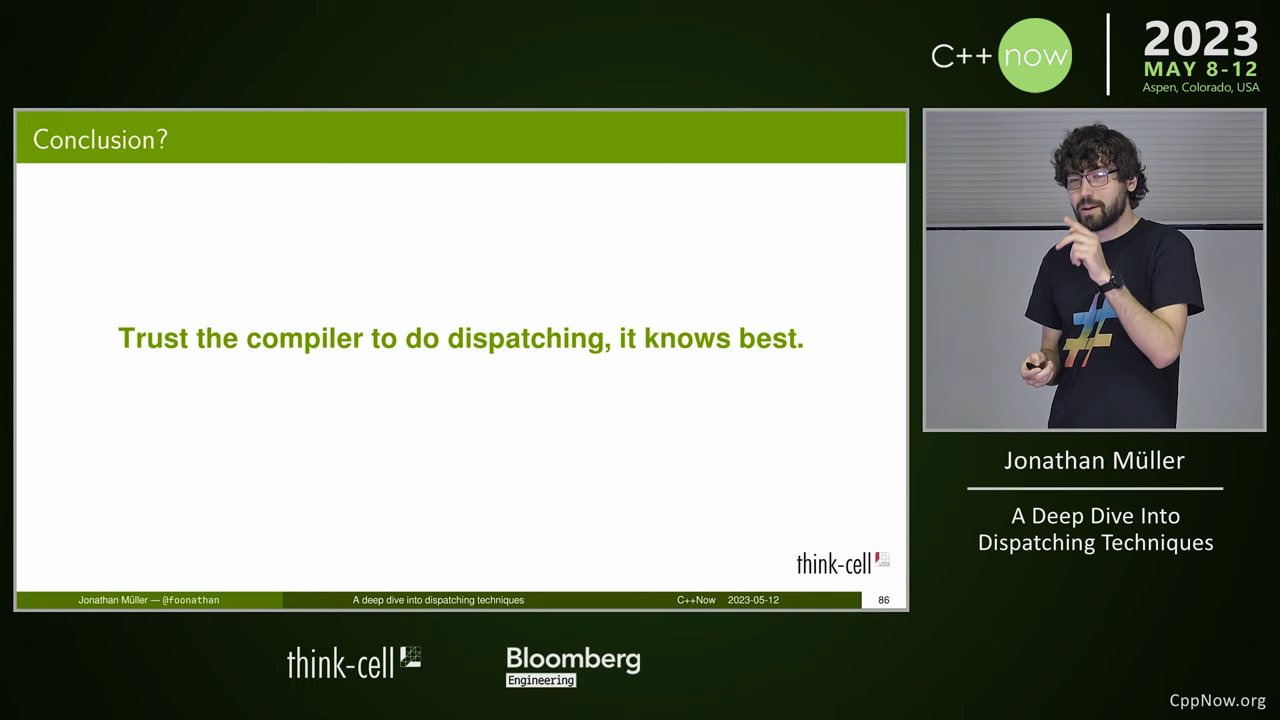 C++ now
2023
MAY 8-12
Aspen, Colorado, USA
Conclusion?
Trust the compiler to do dispatching, it knows best.
think-cell
Jonathan Müller — @foonathan
A deep dive into dispatching techniques
C++Now 2023-05-12
86
#
Jonathan Müller
A Deep Dive Into
Dispatching Techniques
think-cell
Bloomberg
Engineering
CppNow.org